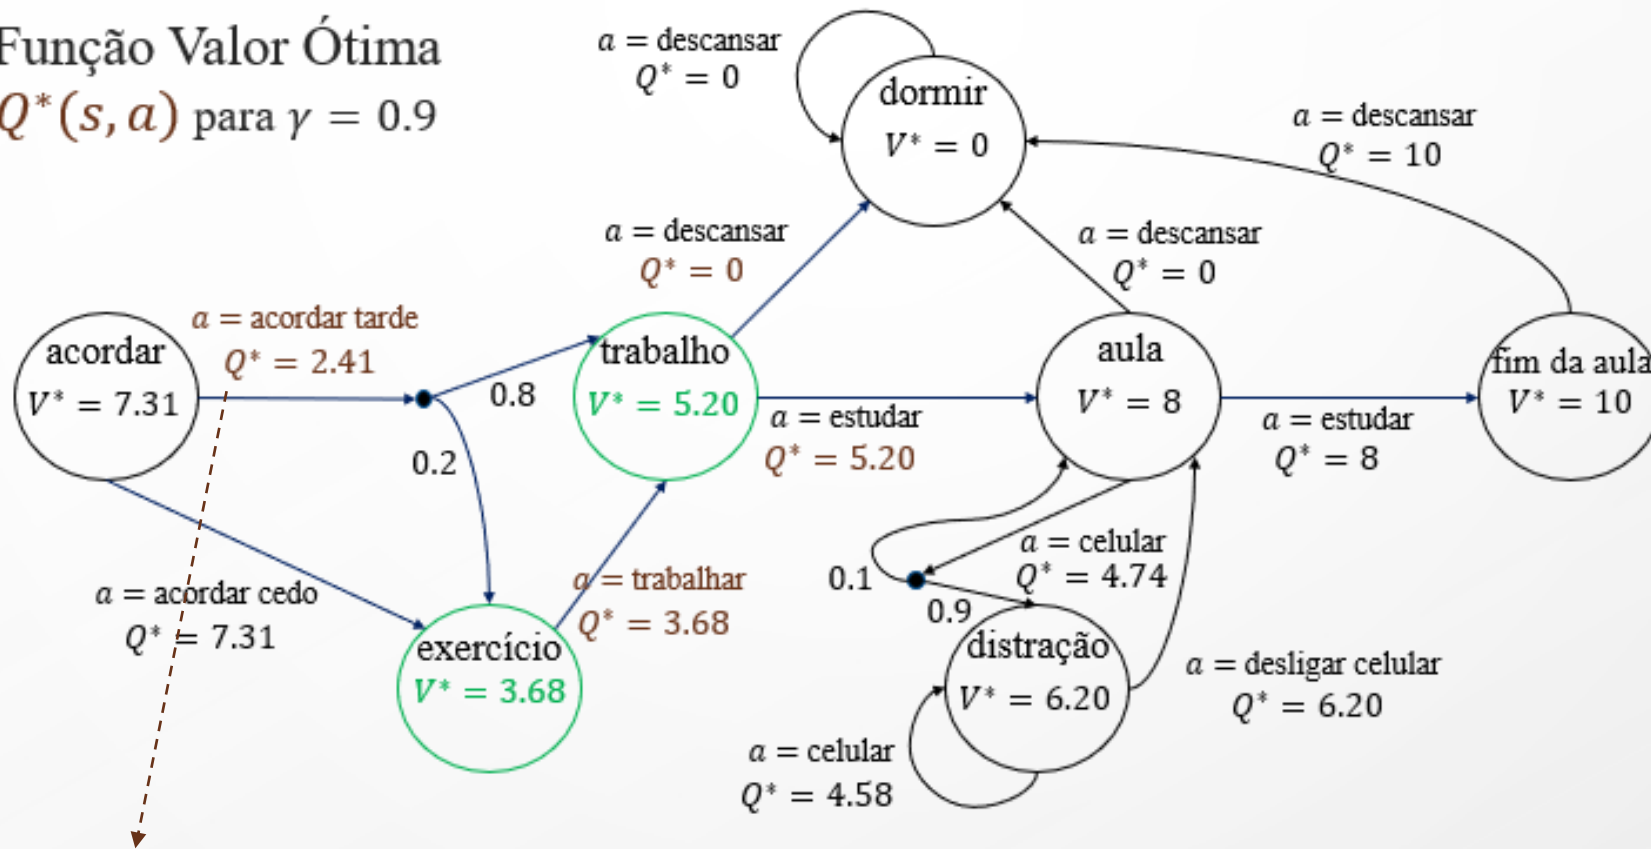 Função Valor Ótima
Q*(s, a) para γ = 0.9
a = descansar
Q* = 0
dormir
V* = 0
a = descansar
Q* = 10
a = descansar
Q* = 0
a = descansar
Q* = 0
acordar
V* = 7.31
a = acordar tarde
Q* = 2.41
0.8
0.2
trabalho
V* = 5.20
a = estudar
Q* = 5.20
aula
V* = 8
a = estudar
Q* = 8
fim da aula
V* = 10
a = acordar cedo
Q* = 7.31
exercício
V* = 3.68
a = trabalhar
Q* = 3.68
0.1
0.9
a = celular
Q* = 4.74
distração
V* = 6.20
a = desligar celular
Q* = 6.20
a = celular
Q* = 4.58